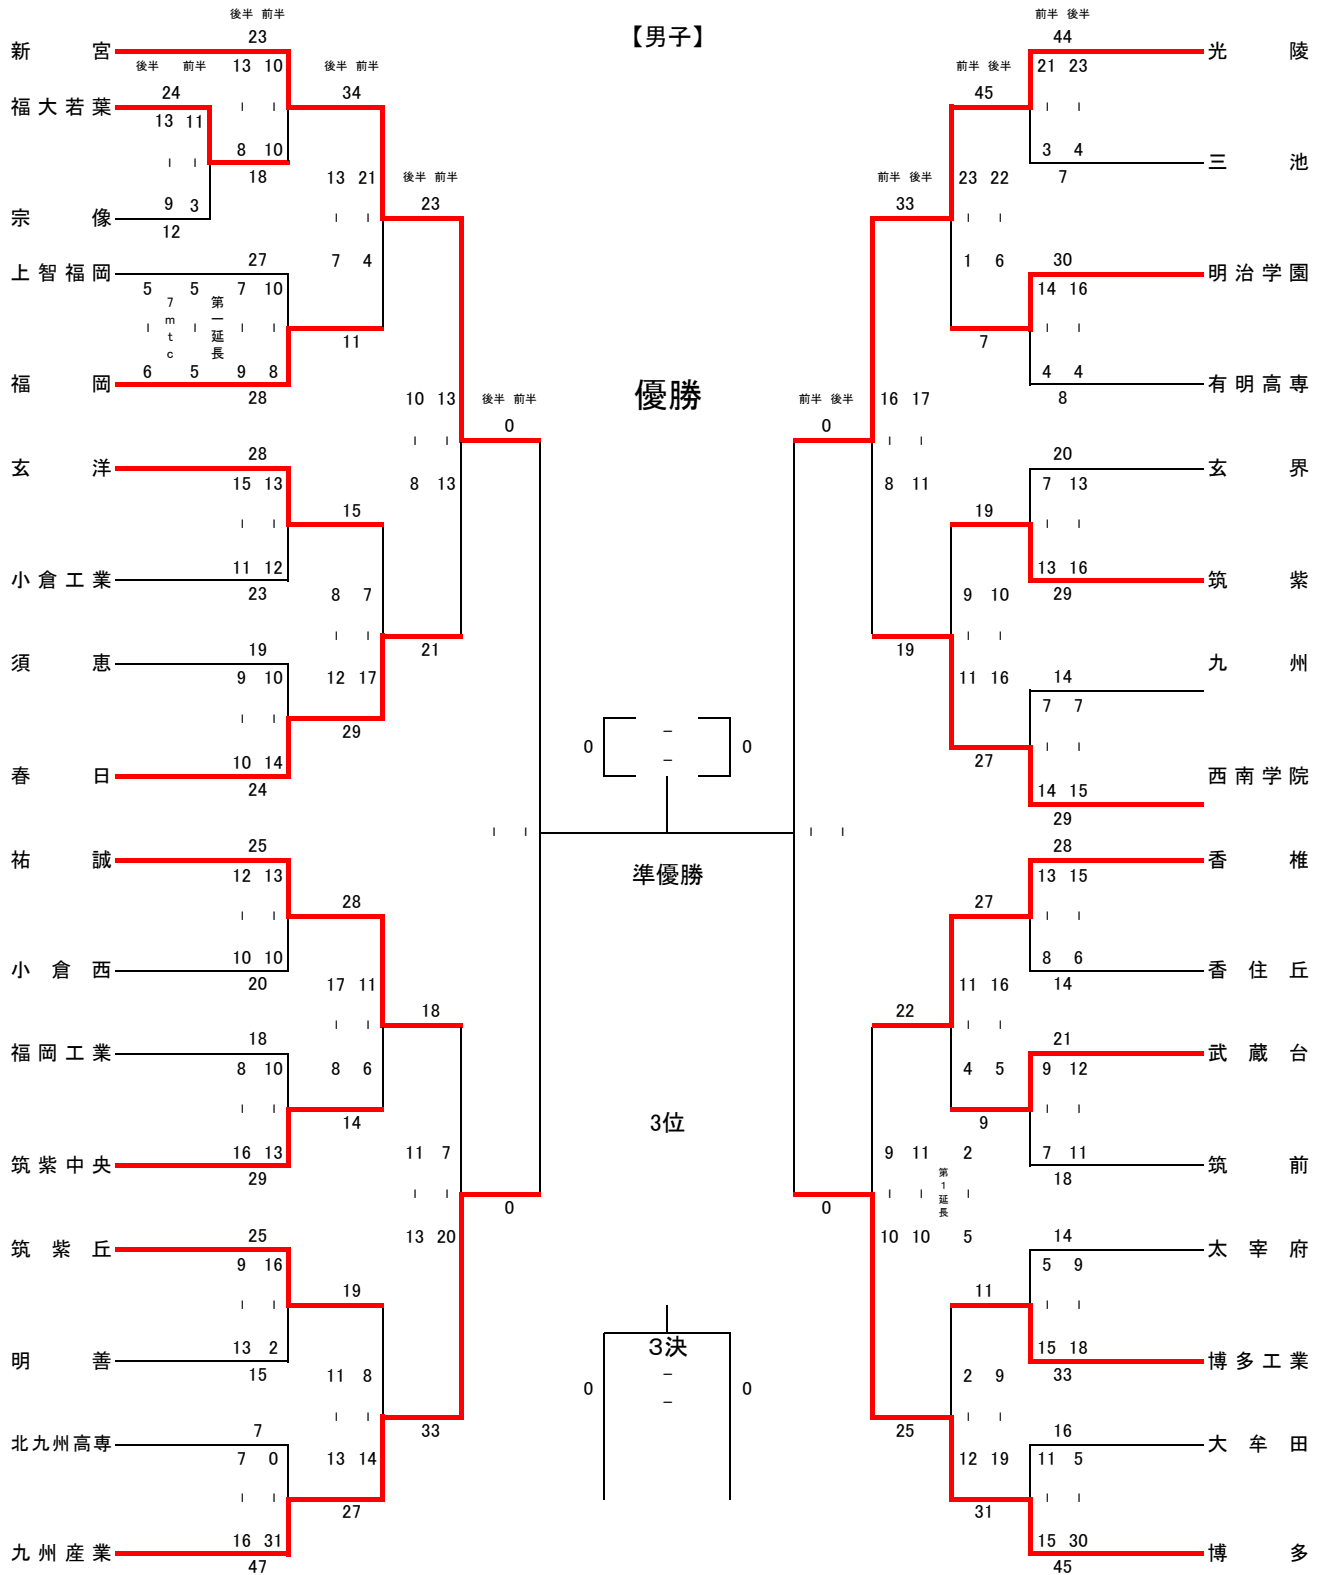 【男子】
後半 前半
前半 後半
新宮
23
13 10
44
21 23
光陵
後半 前半
後半 前半
前半 後半
福大若葉
24
13 11
34
45
8 10
18
3 4
7
三池
13 21
後半 前半
前半 後半
23 22
宗像
9 3
12
23
33
7 4
1 6
上智福岡
27
7 10
5 5
7mtc
第一延長
30
14 16
明治学園
11
7
福岡
6 5
9 8
28
4 4
8
有明高専
優勝
10 13
後半 前半
前半 後半
16 17
0
0
玄洋
28
15 13
20
7 13
玄界
8 13
8 11
15
19
小倉工業
11 12
23
13 16
29
筑紫
8 7
9 10
21
19
須恵
19
9 10
14
7 7
九州
12 17
11 16
29
27
0
-
-
0
春日
10 14
24
14 15
29
西南学院
祐誠
25
12 13
準優勝
28
13 15
香椎
28
27
小倉西
10 10
20
8 6
14
香住丘
17 11
11 16
18
22
福岡工業
18
8 10
21
9 12
武蔵台
8 6
4 5
14
9
3位
筑紫中央
16 13
29
7 11
18
筑前
11 7
9 11
第1延長
2
0
0
筑紫丘
25
9 16
13 20
10 10
5
14
5 9
太宰府
19
11
明善
13 2
15
3決
15 18
33
博多工業
11 8
2 9
0
-
-
0
33
25
北九州高専
7
7 0
16
11 5
大牟田
13 14
12 19
27
31
九州産業
16 31
47
15 30
45
博多